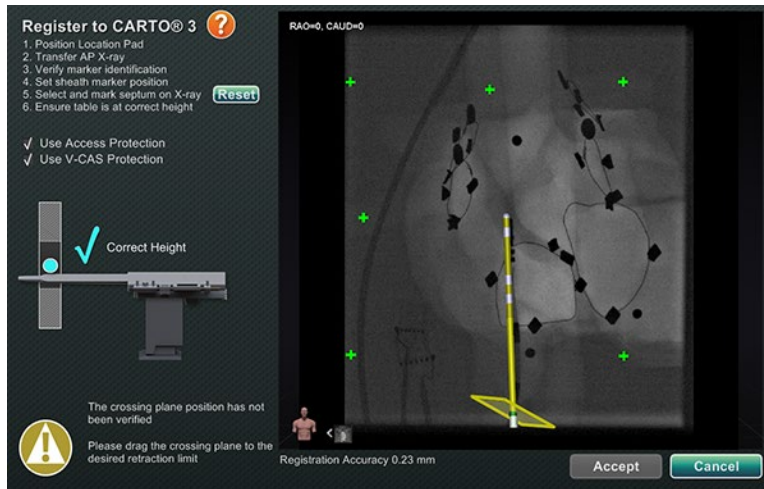 Register to CARTO® 3 ?
1. Position Location Pad
2. Transfer AP X-ray
3. Verify marker identification
4. Set sheath marker position
5. Select and mark septum on X-ray Reset
6. Ensure table is at correct height
Use Access Protection
Use V-CAS Protection
Correct Height
The crossing plane position has not
been verified
Please drag the crossing plane to the
desired retraction limit
RAO=0, CAUD=0
Registration Accuracy 0.23 mm
Accept
Cancel